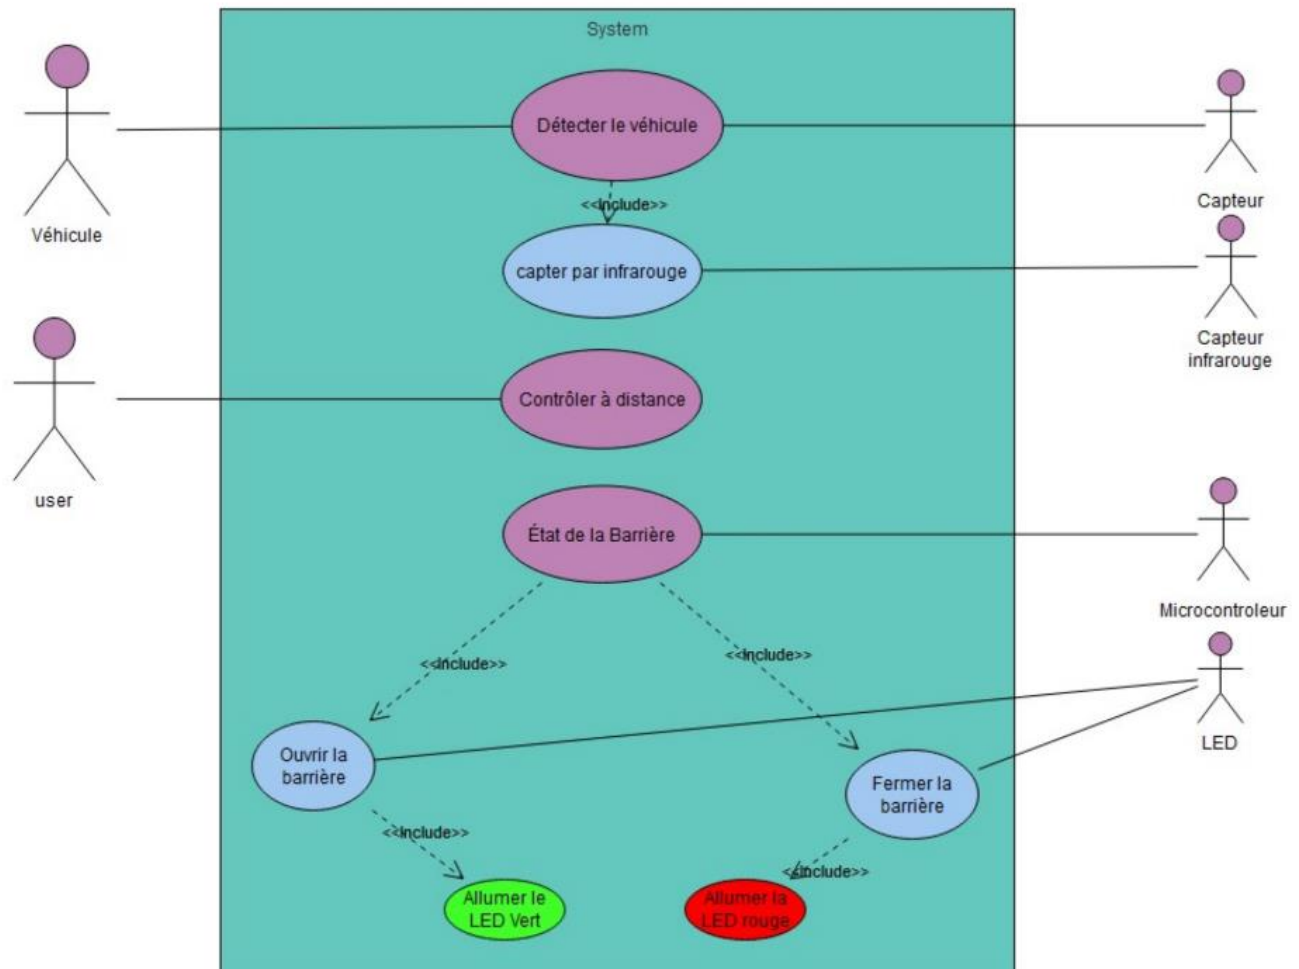 System
Détecter le véhicule
<<Include>>
Capteur
Véhicule
capter par infrarouge
Capteur
infrarouge
Contrôler à distance
user
État de la Barrière
Microcontroleur
<<Include>>
<<Include>>
LED
Ouvrir la
barrière
Fermer la
barrière
<<Include>>
<<Include>>
Allumer le
LED Vert
Allumer la
LED rouge